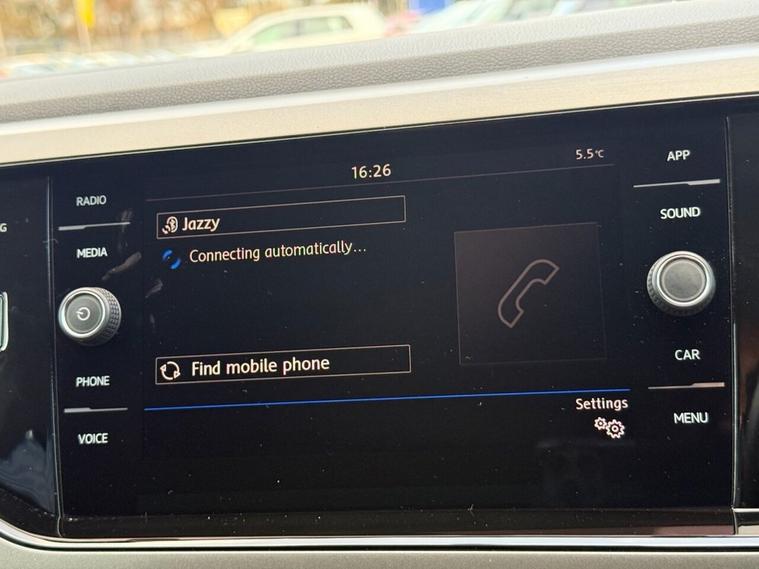 16:26
5.5°C
RADIO
MEDIA
PHONE
VOICE
Jazzy
Connecting automatically...
Find mobile phone
Settings
APP
SOUND
CAR
MENU